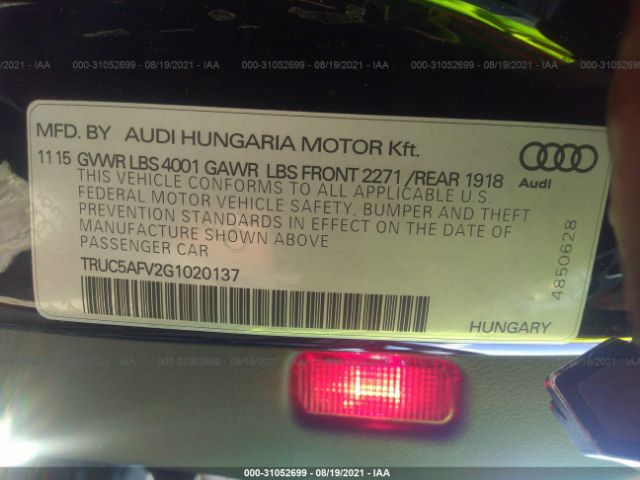 000-31052699 - 08/19/2021 - IAA
MFD. BY AUDI HUNGARIA MOTOR Kft.
1115 GVWR LBS 4001 GAWR LBS FRONT 2271 /REAR 1918
THIS VEHICLE CONFORMS TO ALL APPLICABLE U.S.
FEDERAL MOTOR VEHICLE SAFETY, BUMPER AND THEFT
PREVENTION STANDARDS IN EFFECT ON THE DATE OF
MANUFACTURE SHOWN ABOVE
PASSENGER CAR
TRUC5AFV2G1020137
Audi
4850628
HUNGARY
000-31052699 - 08/19/2021 - IAA